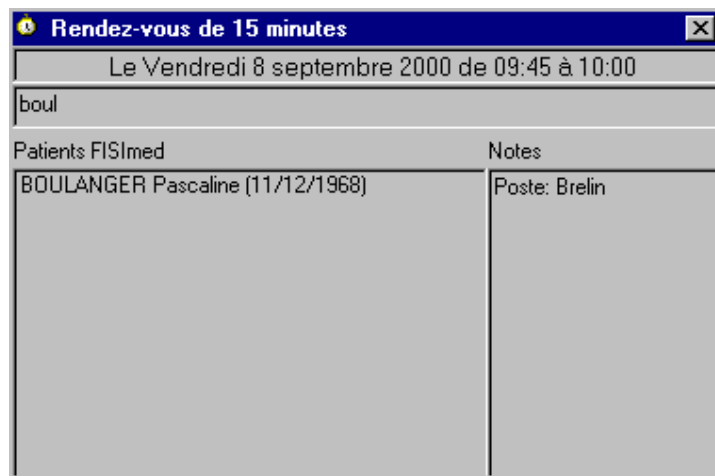 Rendez-vous de 15 minutes
Le Vendredi 8 septembre 2000 de 09:45 à 10:00
boul
Patients FISImed
Notes
BOULANGER Pascaline (11/12/1968)
Poste: Brelin